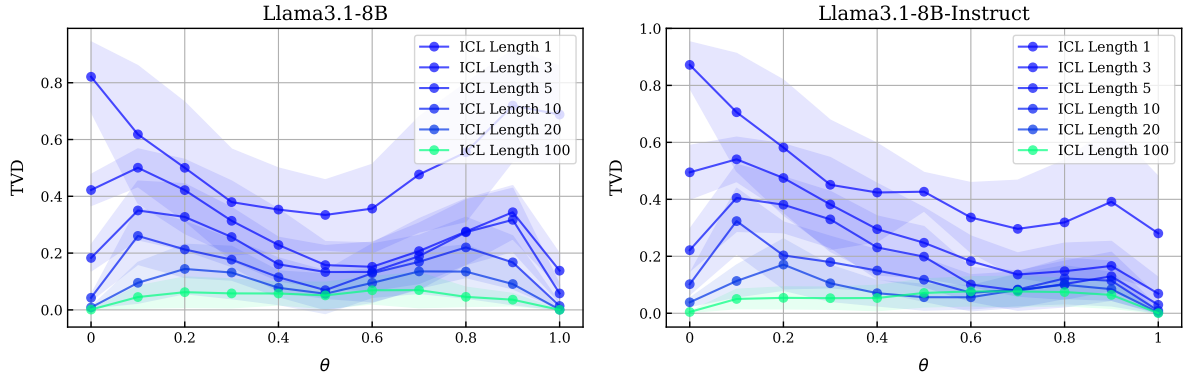 Llama3.1-8B
TVD
0.8
0.6
0.4
0.2
0.0
0
0.2
0.4
0.6
0.8
1.0
θ
ICL Length 1
ICL Length 3
ICL Length 5
ICL Length 10
ICL Length 20
ICL Length 100
Llama3.1-8B-Instruct
TVD
1.0
0.8
0.6
0.4
0.2
0.0
0
0.2
0.4
0.6
0.8
1.0
θ
ICL Length 1
ICL Length 3
ICL Length 5
ICL Length 10
ICL Length 20
ICL Length 100